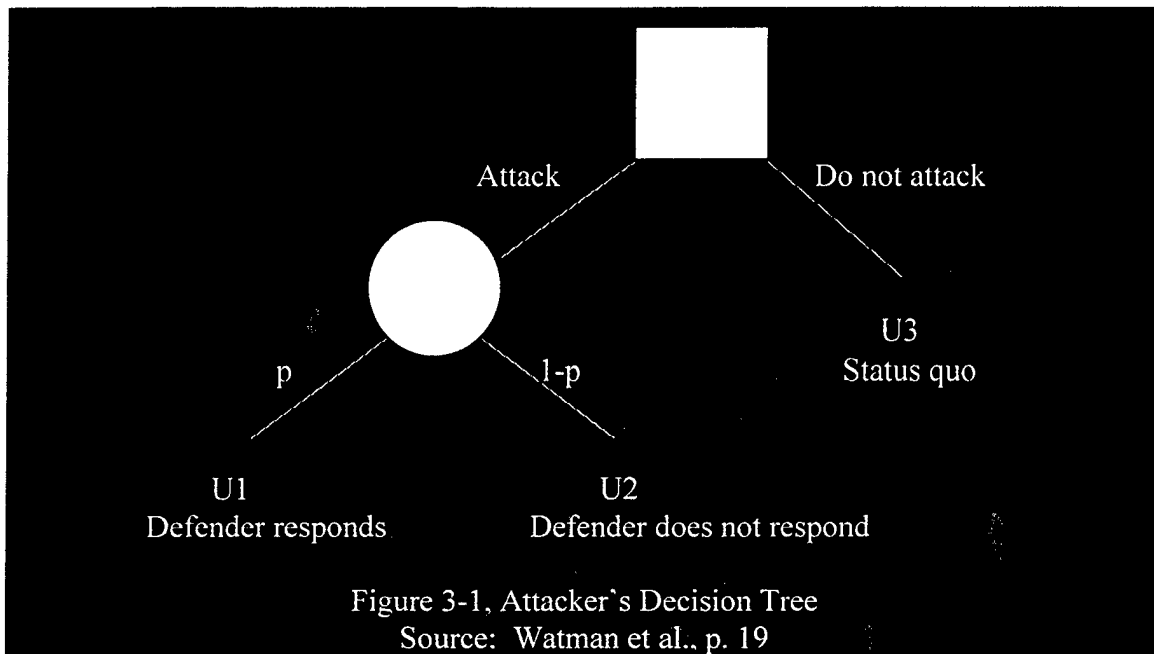 Attack
Do not attack
p
1-p
U3
Status quo
U1
Defender responds
U2
Defender does not respond
Figure 3-1, Attacker's Decision Tree
Source: Watman et al., p. 19